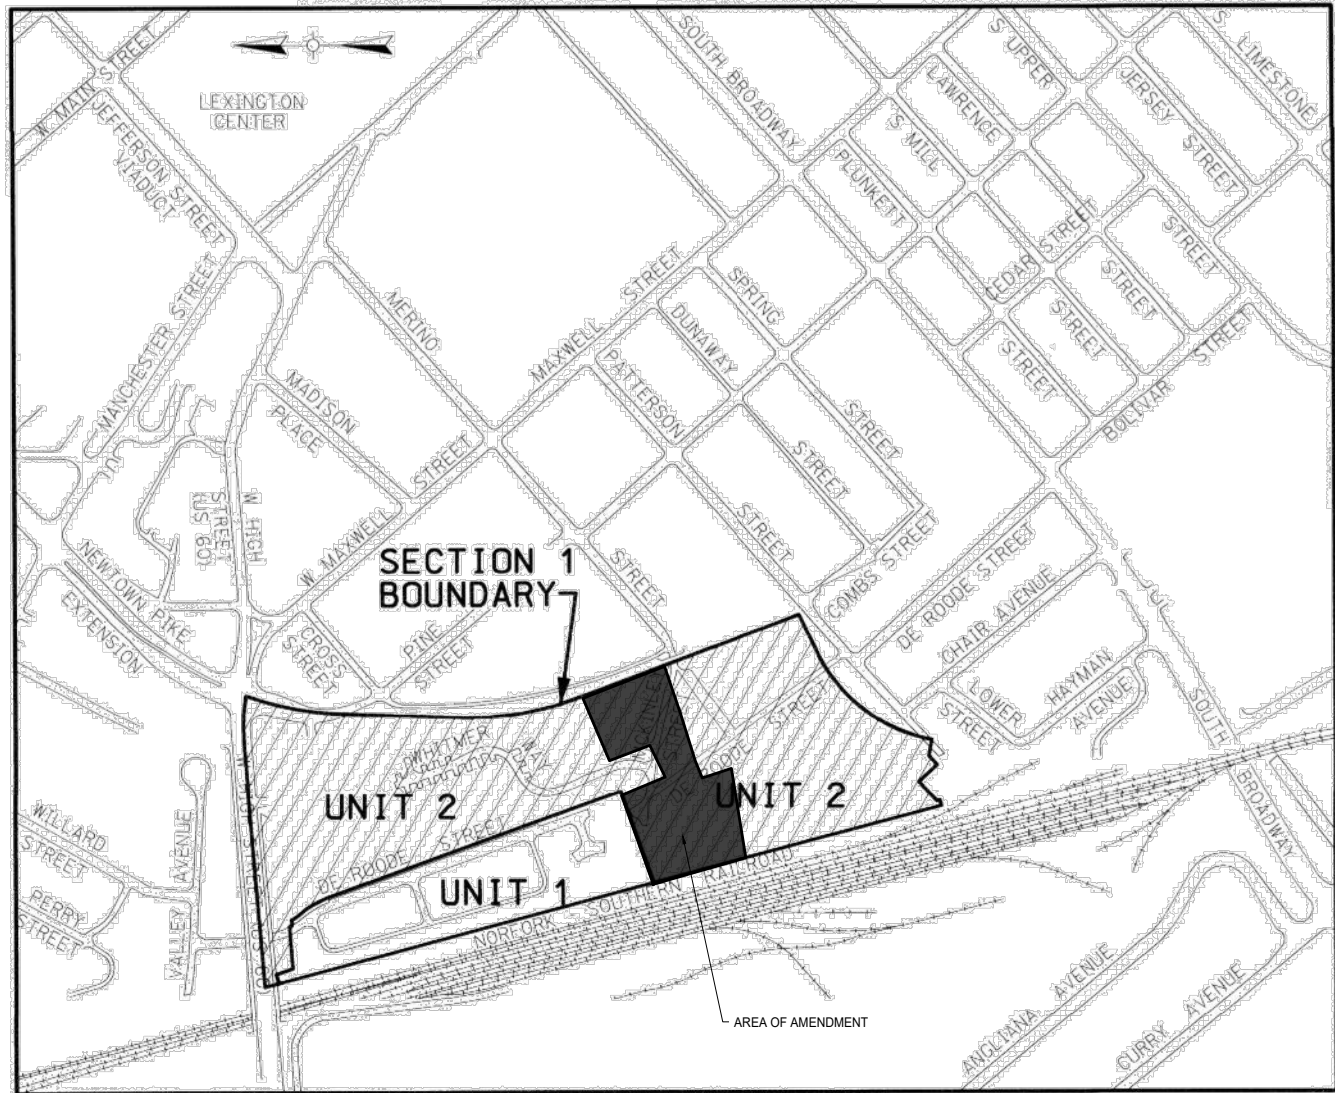 W. MAIN STREET
JEFFERSON STREET
VIADUCT
LEXINGTON
CENTER
SOUTH BROADWAY
S UPPER
LAWRENCE
S MILL
PLUNKETT
JERSEY
STREET
S. LIMESTONE
CEDAR STREET
STREET
STREET
STREET
STREET
BOLIVAR STREET
MANCHESTER STREET
MERINO
MADISON
PLACE
MAXWELL STREET
SPRING
DUNAWAY
PATTERSON
STREET
STREET
STREET
STREET
W. MAXWELL STREET
W HIGH
STREET
(US 60)
NEWTOWN PIKE
EXTENSION
SECTION 1
BOUNDARY
CROSS
STREET
PINE
STREET
COMBS STREET
DE ROODE STREET
CHAIR AVENUE
LOWER
STREET
HAYMAN
AVENUE
SOUTH
BROADWAY
WHITMER
WAY
UNIT 2
UNIT 2
DE ROODE STREET
DE ROODE STREET
UNIT 1
NORFORK - SOUTHERN RAILROAD
WILLARD
STREET
PERRY
STREET
VALLEY AVENUE
AREA OF AMENDMENT
ANGLIANA AVENUE
CURRY AVENUE